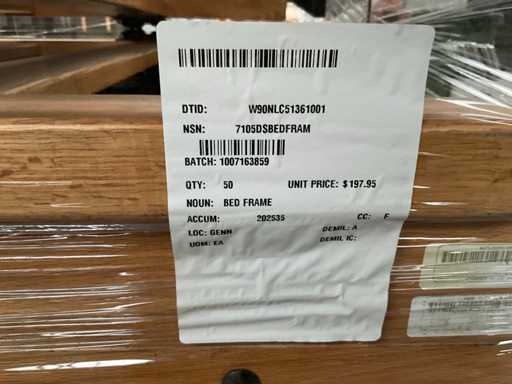 DTID: W90NLC51361001
NSN: 7105DSBEDFRAM
BATCH: 1007163859
QTY: 50 UNIT PRICE: $197.95
NOUN: BED FRAME
ACCUM: 202535 CC: F
LOC: GENN DEMIL: A
UOM: EA DEMIL IC: